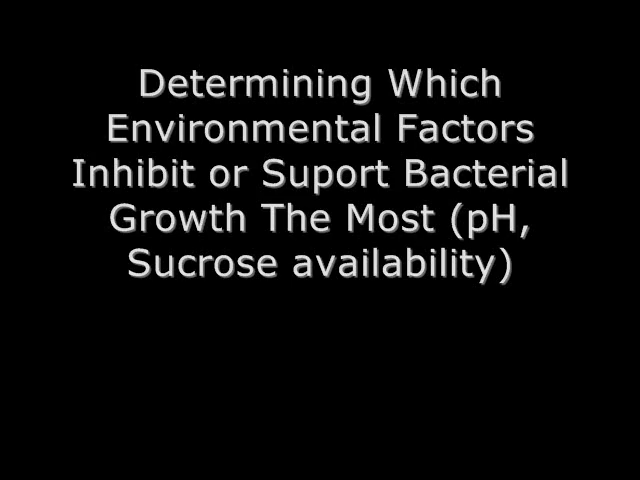 Determining Which
Environmental Factors
Inhibit or Suport Bacterial
Growth The Most (pH,
Sucrose availability)